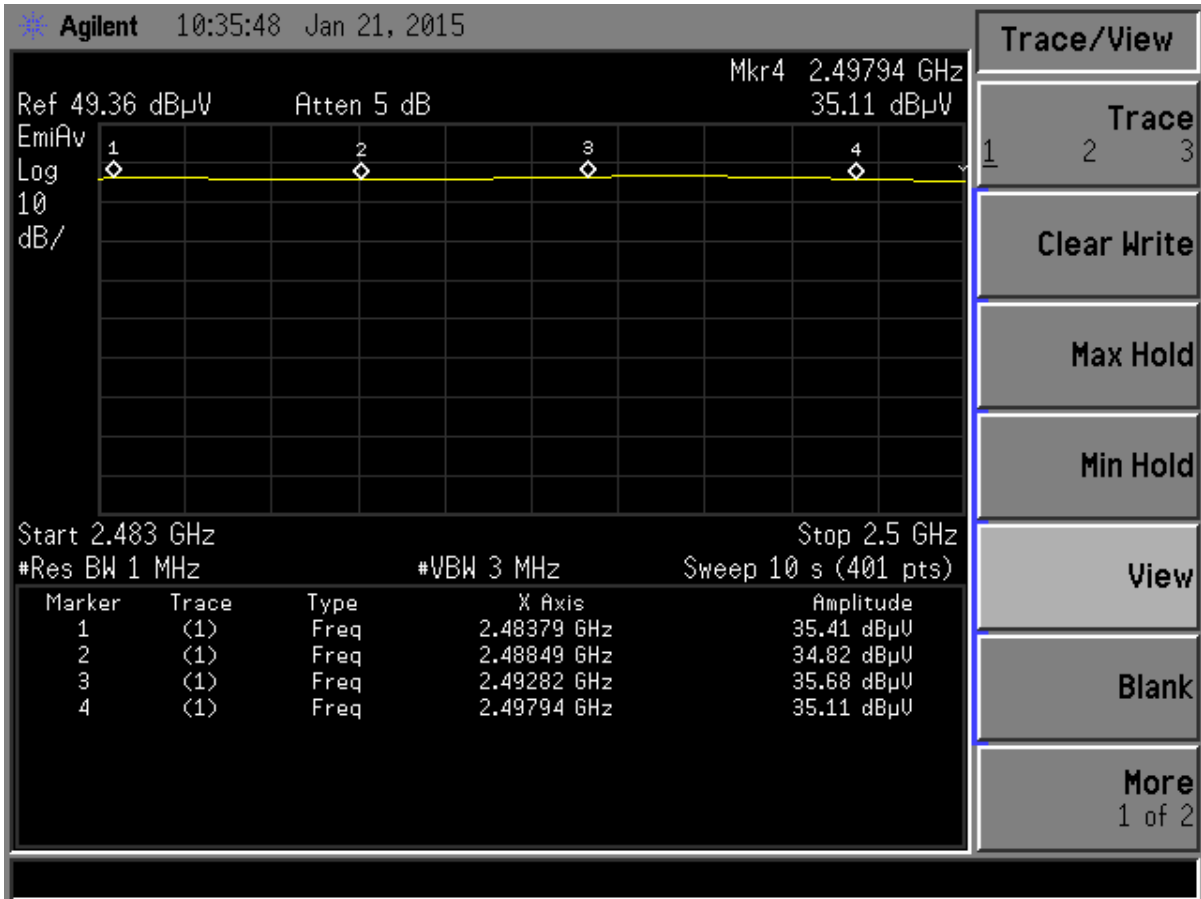 Agilent 10:35:48 Jan 21, 2015
Mkr4 2.49794 GHz
Ref 49.36 dBµV Atten 5 dB 35.11 dBµV
EmiAv
Log
10
dB/
1 2 3 4
Start 2.483 GHz Stop 2.5 GHz
#Res BW 1 MHz #VBW 3 MHz Sweep 10 s (401 pts)
Marker Trace Type X Axis Amplitude
1 (1) Freq 2.48379 GHz 35.41 dBµV
2 (1) Freq 2.48849 GHz 34.82 dBµV
3 (1) Freq 2.49282 GHz 35.68 dBµV
4 (1) Freq 2.49794 GHz 35.11 dBµV
Trace/View
Trace
1 2 3
Clear Write
Max Hold
Min Hold
View
Blank
More
1 of 2